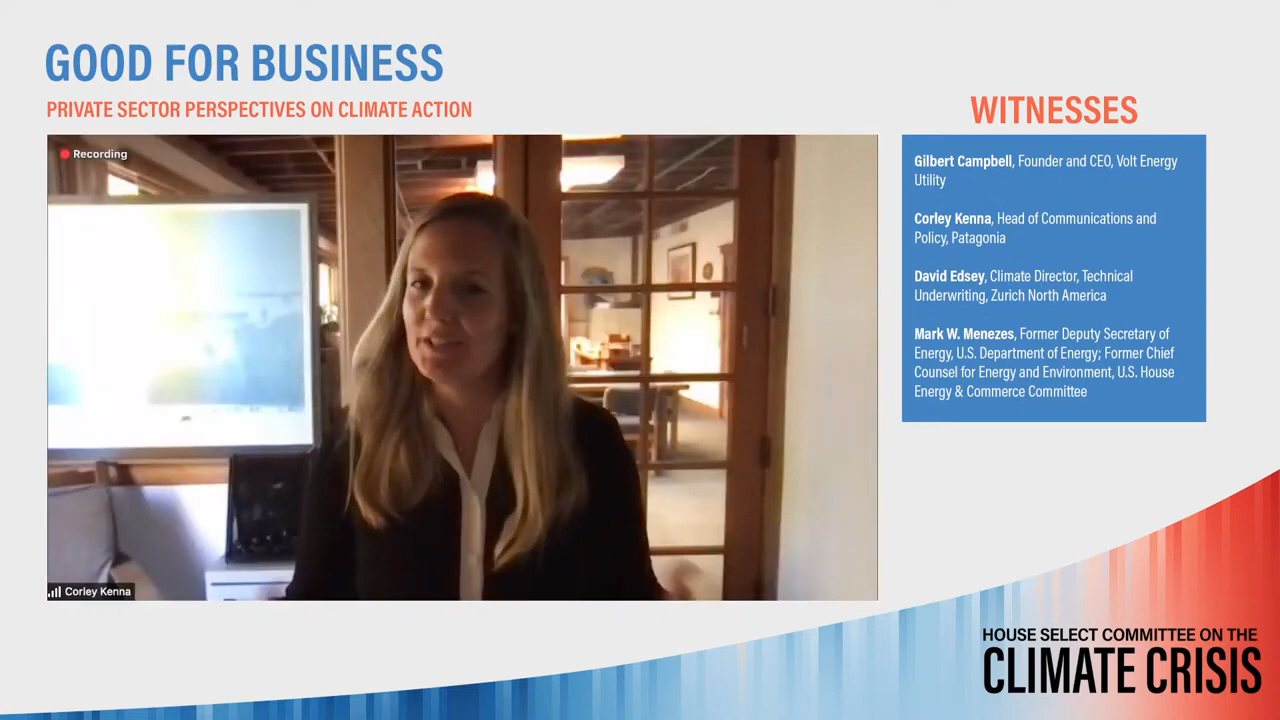 GOOD FOR BUSINESS
PRIVATE SECTOR PERSPECTIVES ON CLIMATE ACTION
Recording
Corley Kenna
WITNESSES
Gilbert Campbell, Founder and CEO, Volt Energy
Utility
Corley Kenna, Head of Communications and
Policy, Patagonia
David Edsey, Climate Director, Technical
Underwriting, Zurich North America
Mark W. Menezes, Former Deputy Secretary of
Energy, U.S. Department of Energy; Former Chief
Counsel for Energy and Environment, U.S. House
Energy & Commerce Committee
HOUSE SELECT COMMITTEE ON THE
CLIMATE CRISIS